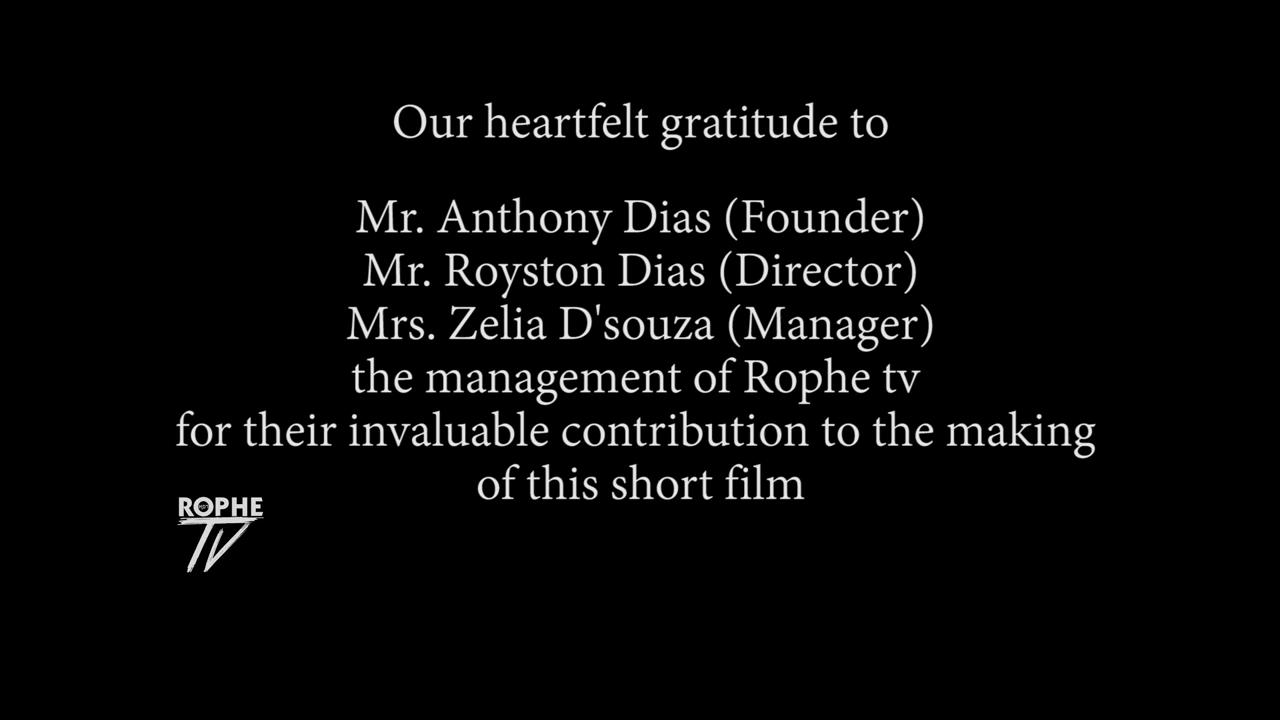 Our heartfelt gratitude to
Mr. Anthony Dias (Founder)
Mr. Royston Dias (Director)
Mrs. Zelia D'souza (Manager)
the management of Rophe tv
for their invaluable contribution to the making
of this short film
ROPHE
TV